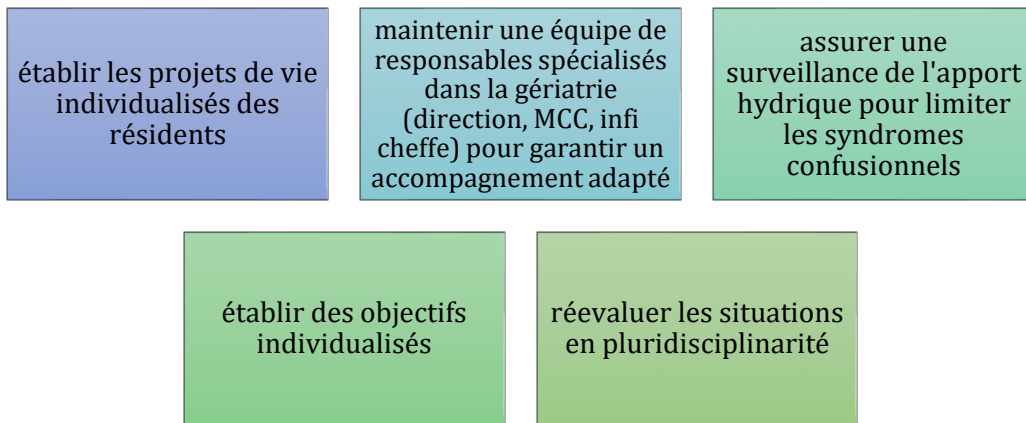 établir les projets de vie
individualisés des
résidents
maintenir une équipe de
responsables spécialisés
dans la gériatrie
(direction, MCC, infi
cheffe) pour garantir un
accompagnement adapté
assurer une
surveillance de l'apport
hydrique pour limiter
les syndromes
confusionnels
établir des objectifs
individualisés
réevaluer les situations
en pluridisciplinarité